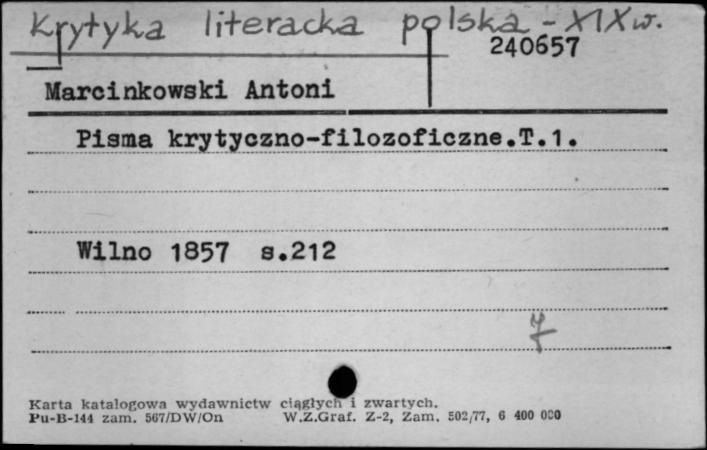 Krytyka literacka polska - XIX w.
240657
Marcinkowski Antoni
Pisma krytyczno-filozoficzne.T.1.
Wilno 1857 s.212
7
Karta katalogowa wydawnictw ciągłych i zwartych.
Pu-B-144 zam. 567/DW/On W.Z.Graf. Z-2, Zam. 502/77, 6 400 000